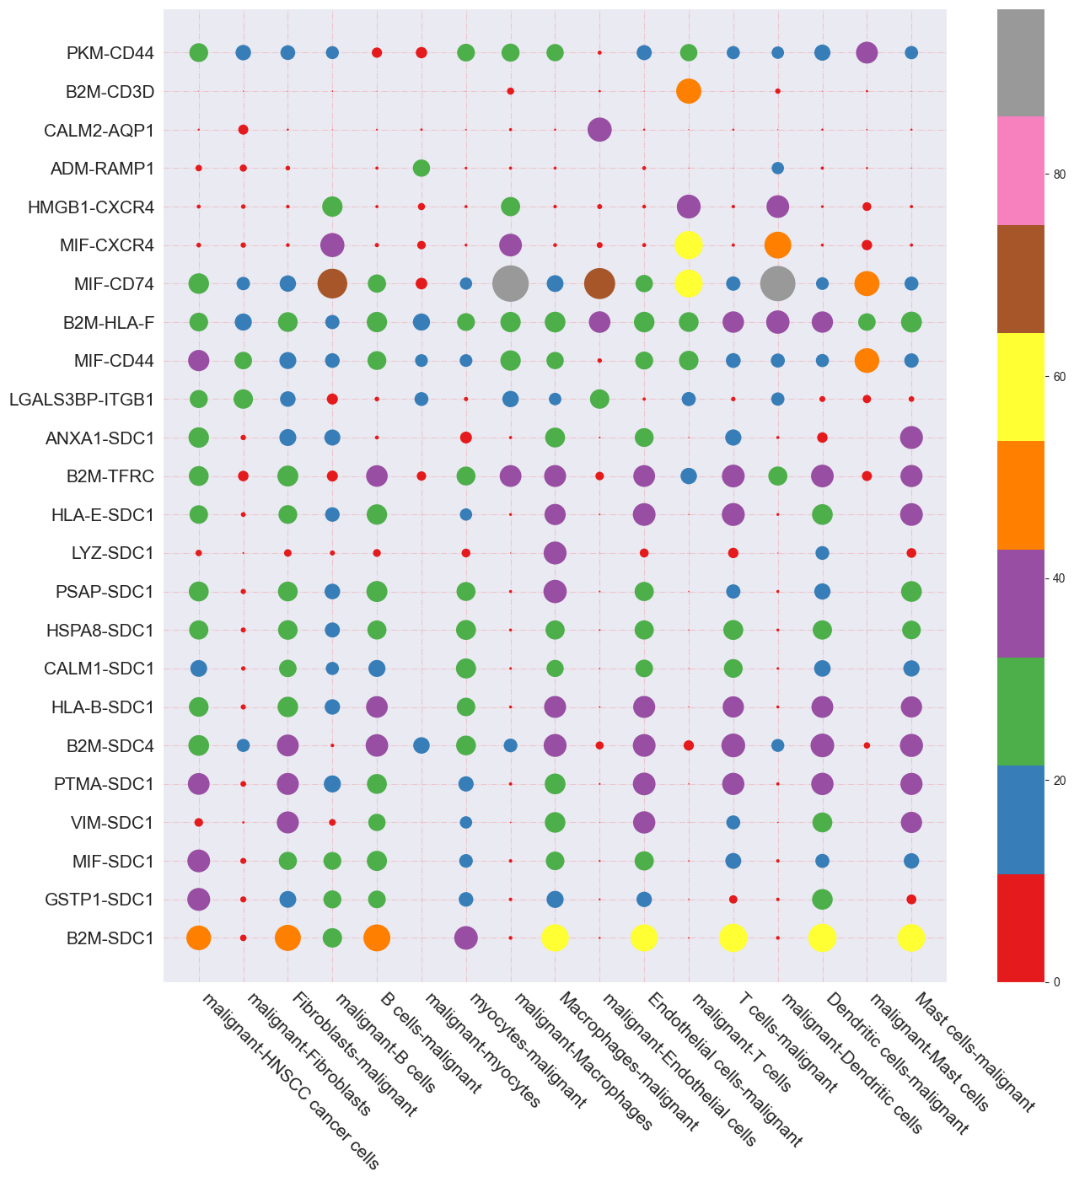 PKM-CD44
B2M-CD3D
CALM2-AQP1
ADM-RAMP1
HMGB1-CXCR4
MIF-CXCR4
MIF-CD74
B2M-HLA-F
MIF-CD44
LGALS3BP-ITGB1
ANXA1-SDC1
B2M-TFRC
HLA-E-SDC1
LYZ-SDC1
PSAP-SDC1
HSPA8-SDC1
CALM1-SDC1
HLA-B-SDC1
B2M-SDC4
PTMA-SDC1
VIM-SDC1
MIF-SDC1
GSTP1-SDC1
B2M-SDC1
malignant-HNSCC cancer cells
malignant-Fibroblasts
Fibroblasts-malignant
malignant-B cells
B cells-malignant
malignant-myocytes
myocytes-malignant
malignant-Macrophages
Macrophages-malignant
malignant-Endothelial cells
Endothelial cells-malignant
malignant-T cells
T cells-malignant
malignant-Dendritic cells
Dendritic cells-malignant
malignant-Mast cells
Mast cells-malignant
80
60
40
20
0